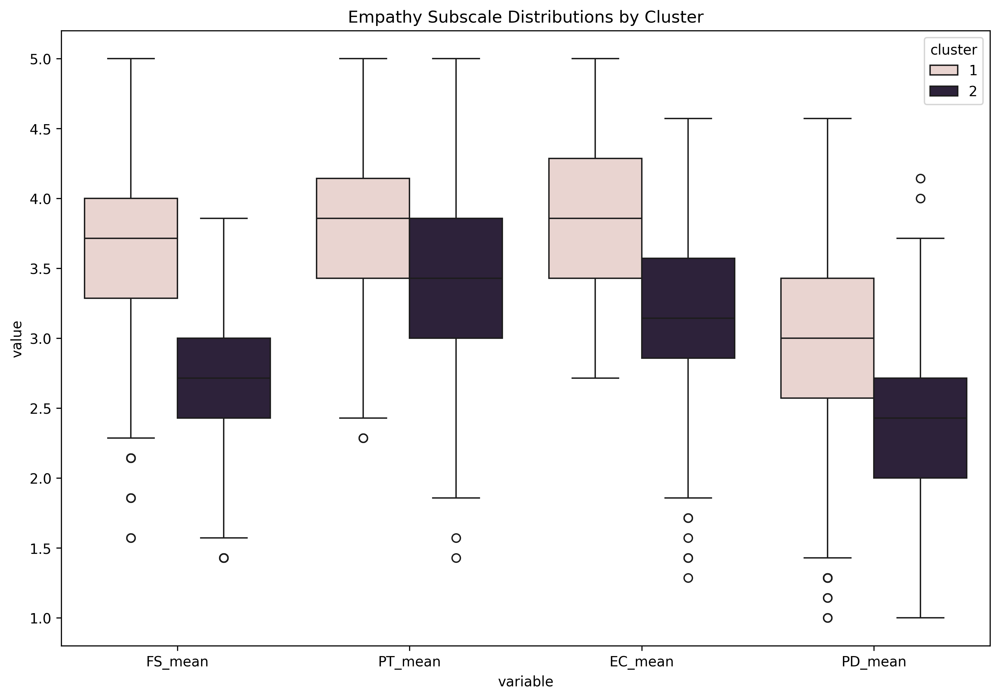 Empathy Subscale Distributions by Cluster
cluster
1
2
5.0
4.5
4.0
3.5
3.0
2.5
2.0
1.5
1.0
value
FS_mean
PT_mean
EC_mean
PD_mean
variable